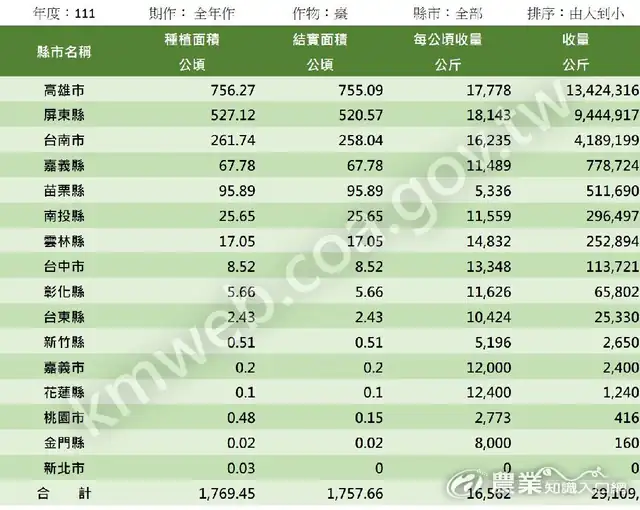 年度：111 期作：全年作 作物：棗 縣市：全部 排序：由大到小
縣市名稱 種植面積 公頃 結實面積 公頃 每公頃收量 公斤 收量 公斤
高雄市 756.27 755.09 17,778 13,424,316
屏東縣 527.12 520.57 18,143 9,444,917
台南市 261.74 258.04 16,235 4,189,199
嘉義縣 67.78 67.78 11,489 778,724
苗栗縣 95.89 95.89 5,336 511,690
南投縣 25.65 25.65 11,559 296,497
雲林縣 17.05 17.05 14,832 252,894
台中市 8.52 8.52 13,348 113,721
彰化縣 5.66 5.66 11,626 65,802
台東縣 2.43 2.43 10,424 25,330
新竹縣 0.51 0.51 5,196 2,650
嘉義市 0.2 0.2 12,000 2,400
花蓮縣 0.1 0.1 12,400 1,240
桃園市 0.48 0.15 2,773 416
金門縣 0.02 0.02 8,000 160
新北市 0.03 0 0 0
合 計 1,769.45 1,757.66 16,562 29,109,
kmweb.coa.gov.tw
農業知識入口網